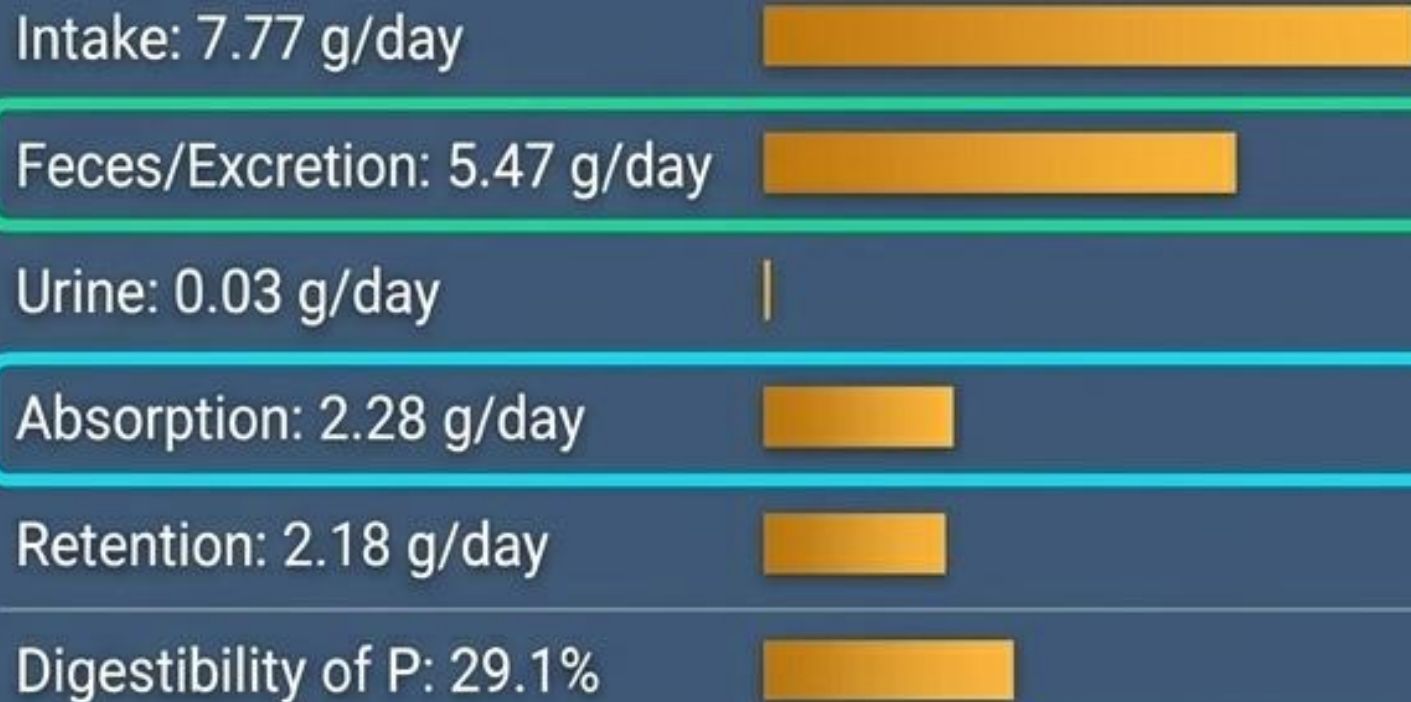 Intake: 7.77 g/day
Feces/Excretion: 5.47 g/day
Urine: 0.03 g/day
Absorption: 2.28 g/day
Retention: 2.18 g/day
Digestibility of P: 29.1%